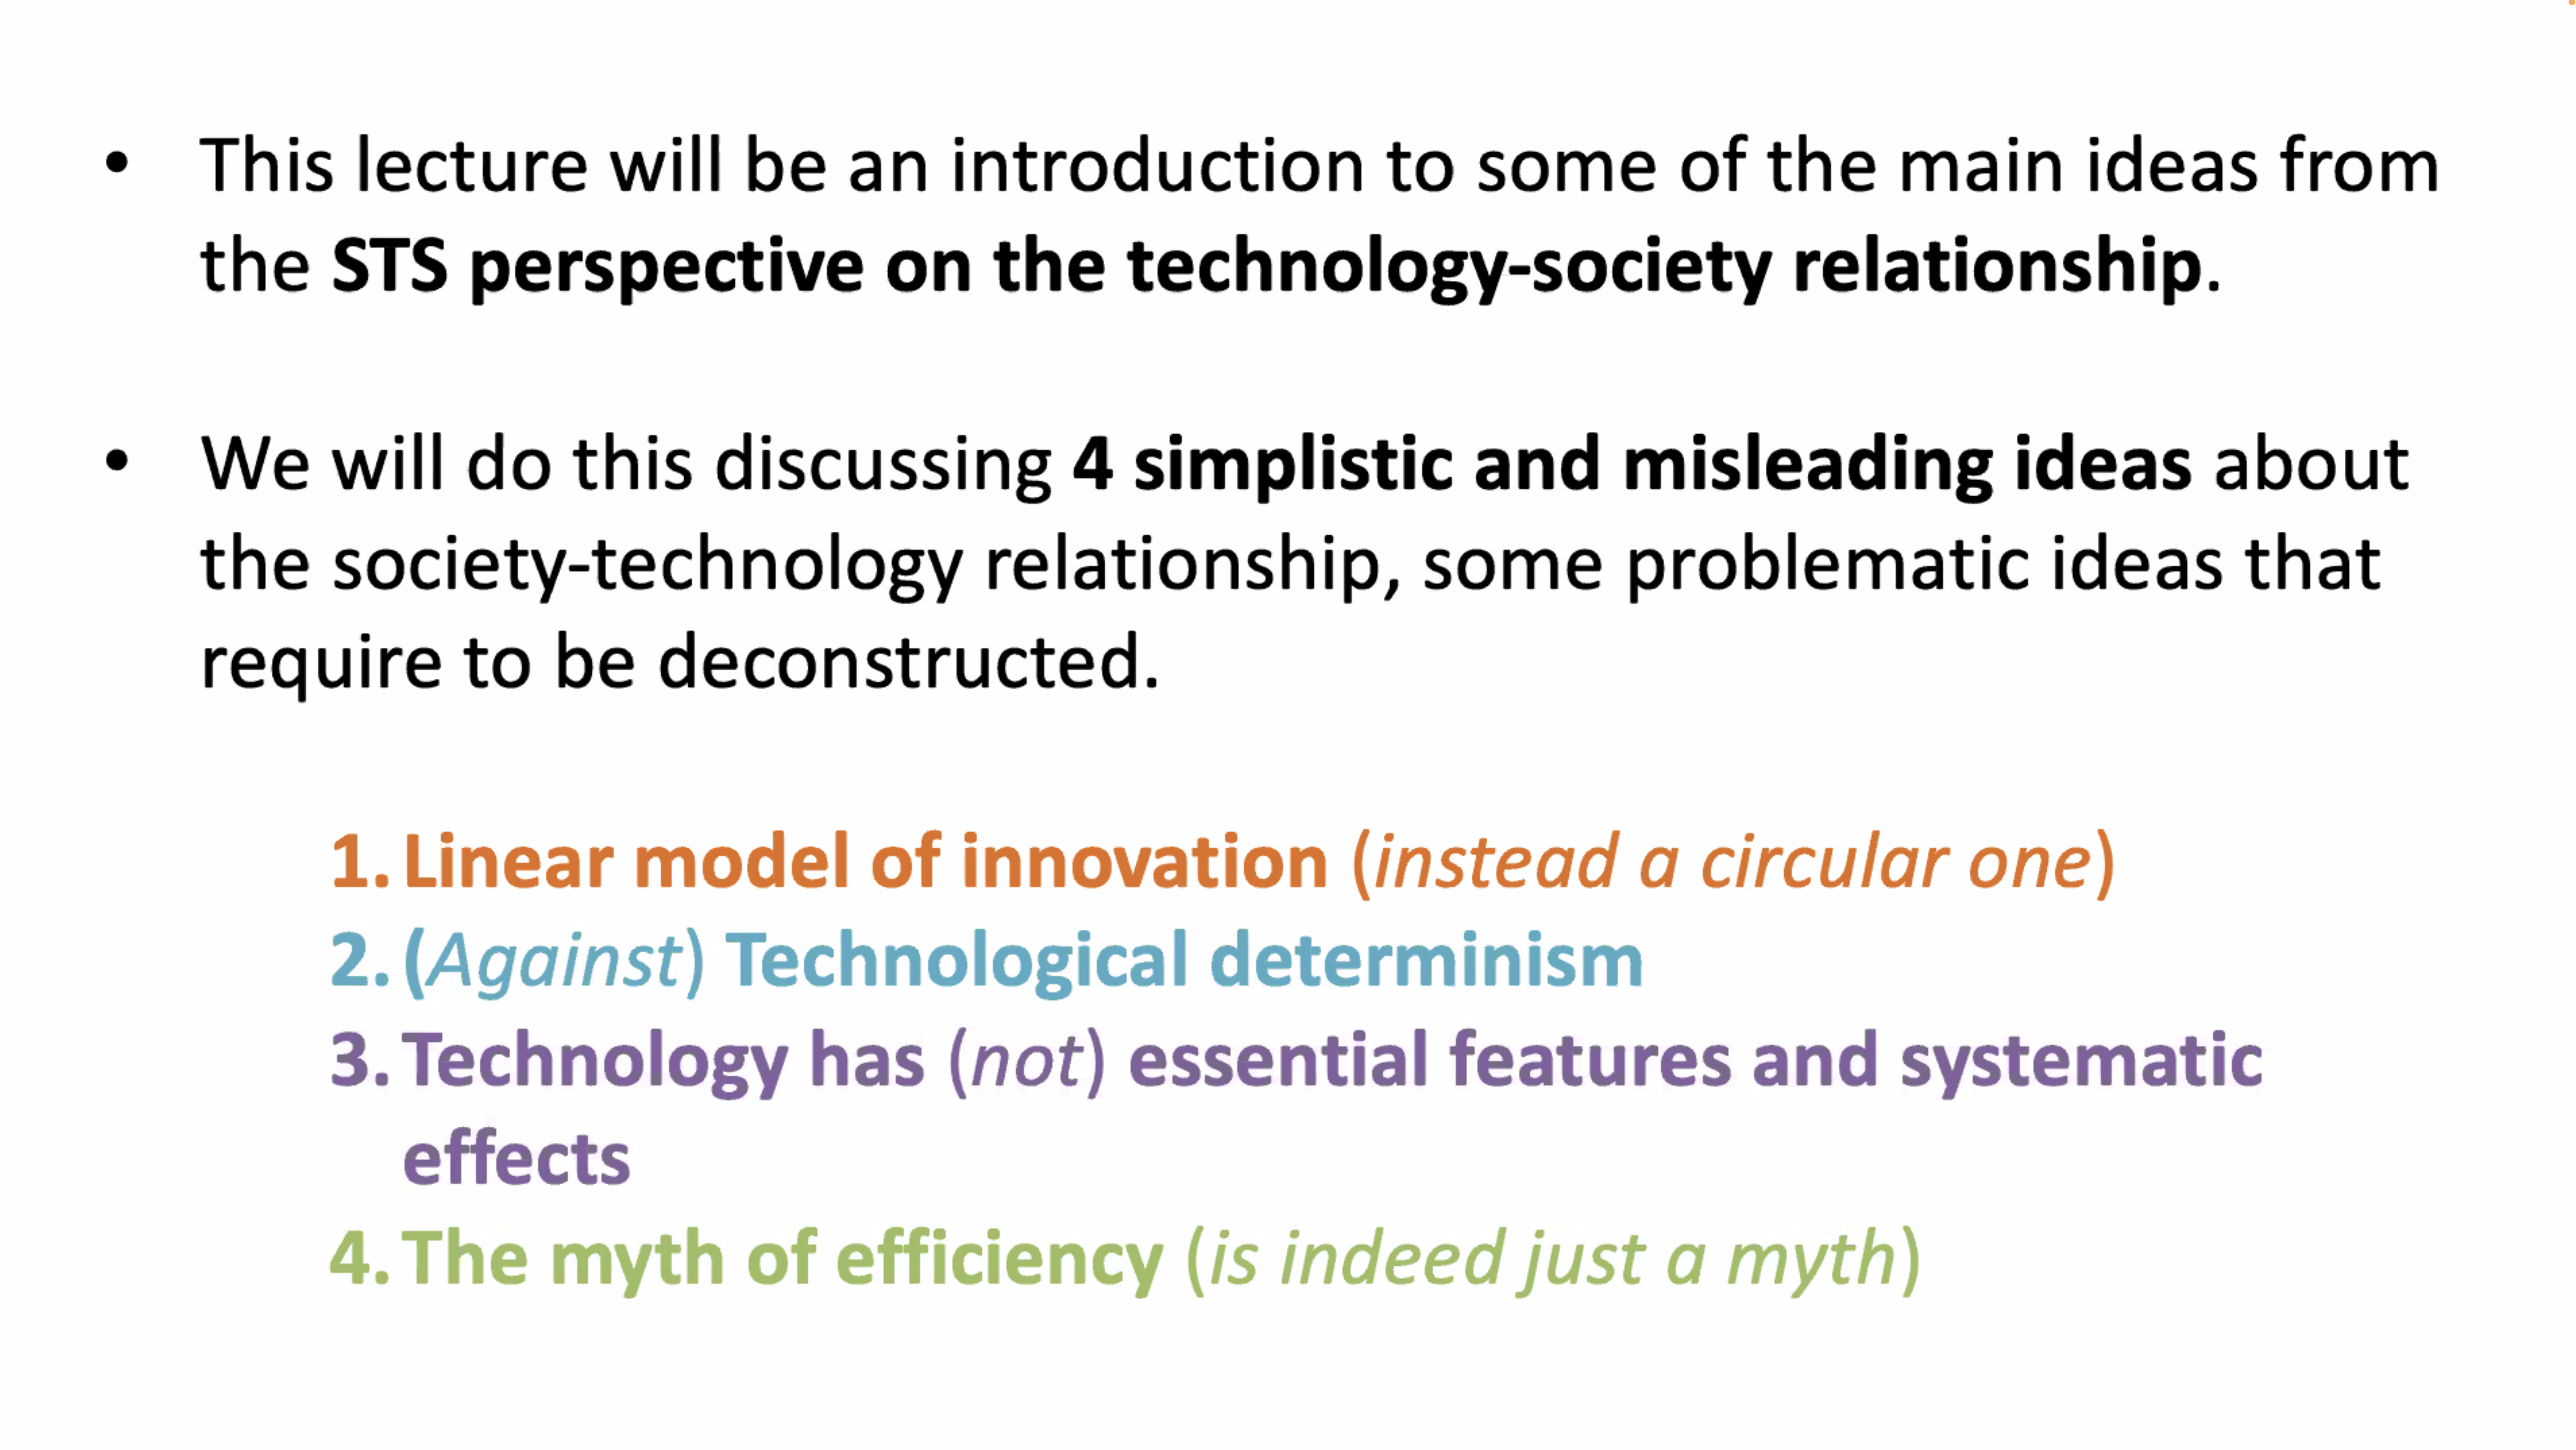 • This lecture will be an introduction to some of the main ideas from
the STS perspective on the technology-society relationship.
• We will do this discussing 4 simplistic and misleading ideas about
the society-technology relationship, some problematic ideas that
require to be deconstructed.
1. Linear model of innovation (instead a circular one)
2. (Against) Technological determinism
3. Technology has (not) essential features and systematic
effects
4. The myth of efficiency (is indeed just a myth)